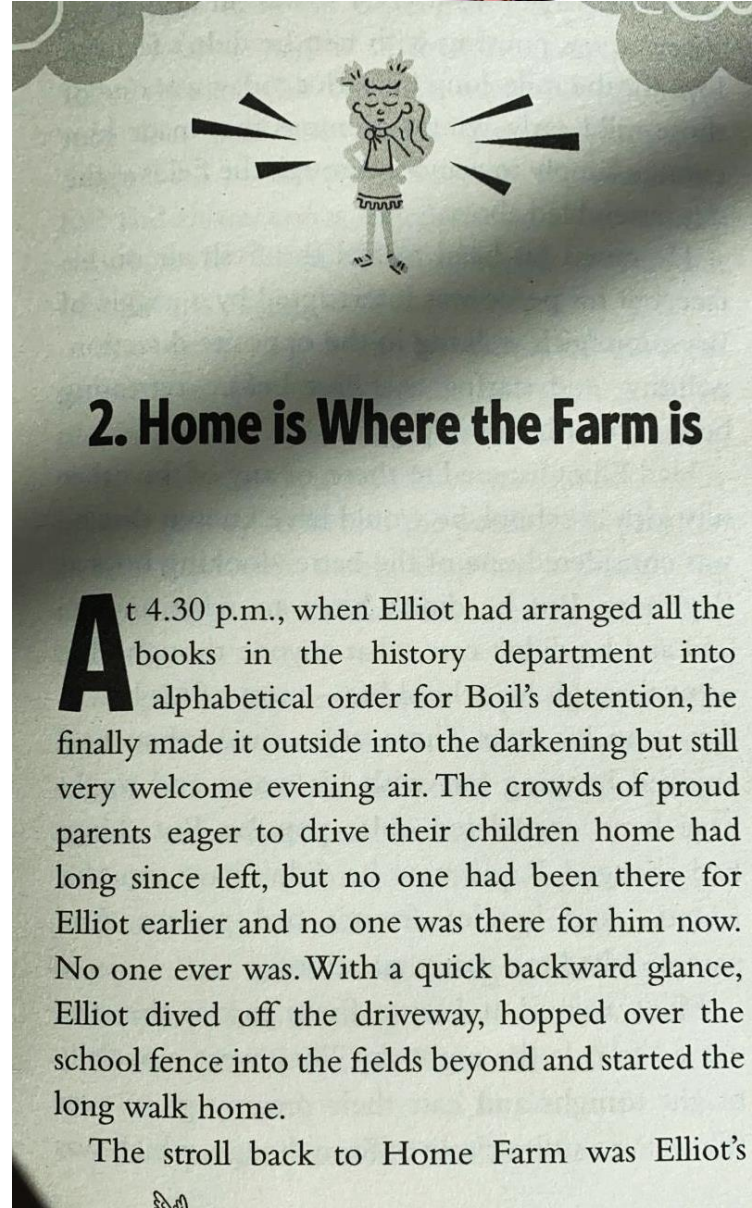 2. Home is Where the Farm is
At 4.30 p.m., when Elliot had arranged all the
books in the history department into
alphabetical order for Boil's detention, he
finally made it outside into the darkening but still
very welcome evening air. The crowds of proud
parents eager to drive their children home had
long since left, but no one had been there for
Elliot earlier and no one was there for him now.
No one ever was. With a quick backward glance,
Elliot dived off the driveway, hopped over the
school fence into the fields beyond and started the
long walk home.
The stroll back to Home Farm was Elliot's